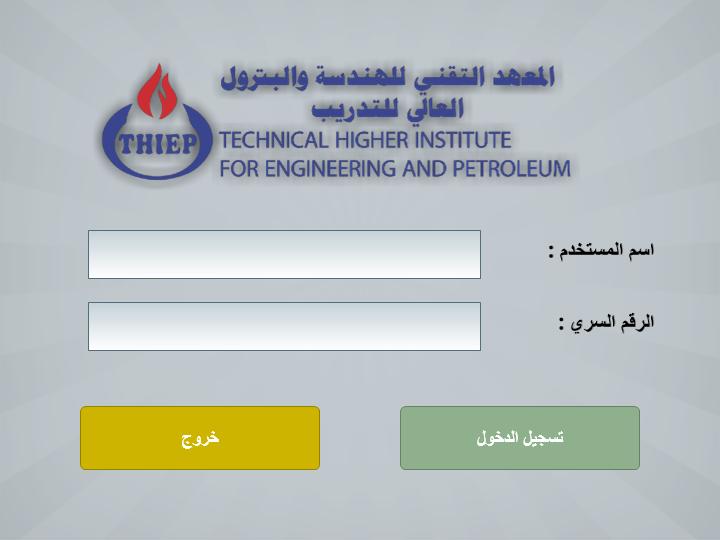 المعهد التقني للهندسة والبترول
العالي للتدريب
THIEP
TECHNICAL HIGHER INSTITUTE
FOR ENGINEERING AND PETROLEUM
اسم المستخدم :
الرقم السري :
تسجيل الدخول
خروج